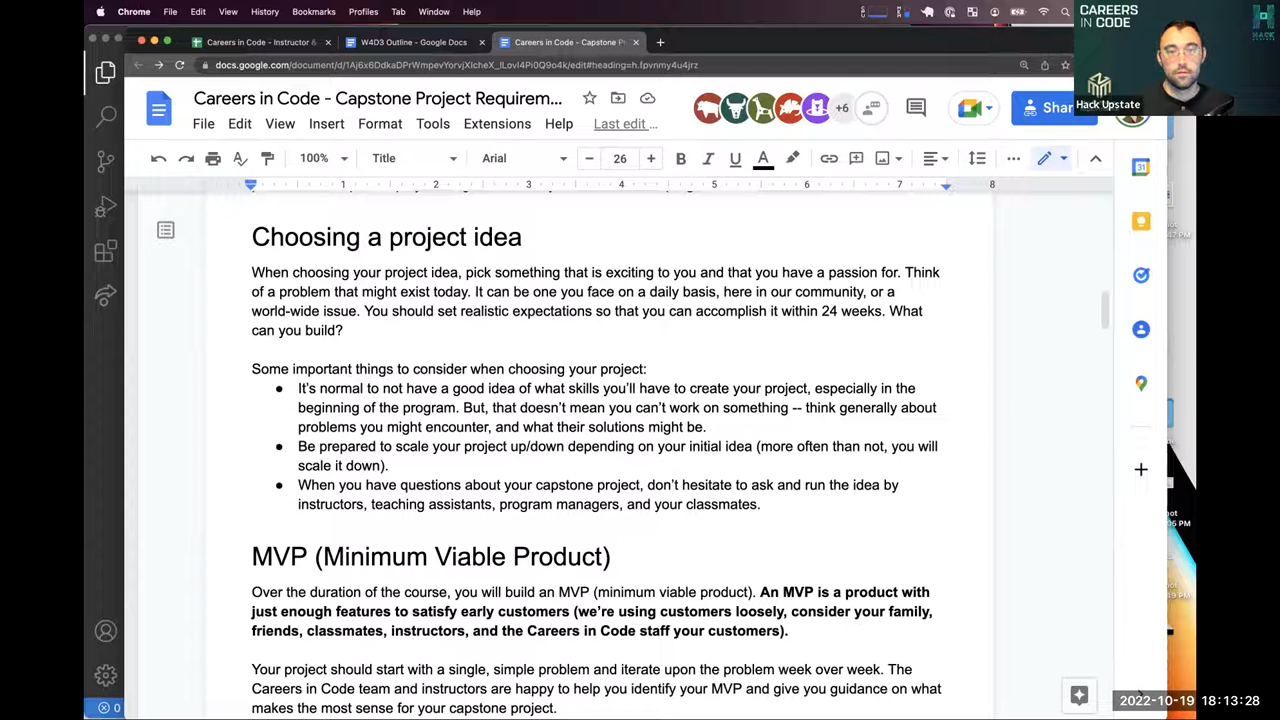 Chrome File Edit View History Bookmarks Profiles Tab Window Help
CAREERS
IN CODE
HACK
Hack Upstate
Careers in Code - Instructor & W4D3 Outline - Google Docs Careers in Code - Capstone P
docs.google.com/document/d/
Careers in Code - Capstone Project Requirem...
+6
Shar
File Edit View Insert Format Tools Extensions Help Last edit ...
100% Title Arial 26
B I U A
1 2 3 4 5 6 7 8
31
Choosing a project idea
When choosing your project idea, pick something that is exciting to you and that you have a passion for. Think
of a problem that might exist today. It can be one you face on a daily basis, here in our community, or a
world-wide issue. You should set realistic expectations so that you can accomplish it within 24 weeks. What
can you build?
Some important things to consider when choosing your project:
● It’s normal to not have a good idea of what skills you’ll have to create your project, especially in the
beginning of the program. But, that doesn’t mean you can’t work on something -- think generally about
problems you might encounter, and what their solutions might be.
● Be prepared to scale your project up/down depending on your initial idea (more often than not, you will
scale it down).
● When you have questions about your capstone project, don’t hesitate to ask and run the idea by
instructors, teaching assistants, program managers, and your classmates.
MVP (Minimum Viable Product)
Over the duration of the course, you will build an MVP (minimum viable product). An MVP is a product with
just enough features to satisfy early customers (we’re using customers loosely, consider your family,
friends, classmates, instructors, and the Careers in Code staff your customers).
Your project should start with a single, simple problem and iterate upon the problem week over week. The
Careers in Code team and instructors are happy to help you identify your MVP and give you guidance on what
makes the most sense for your capstone project.
0
2022-10-19 18:13:28